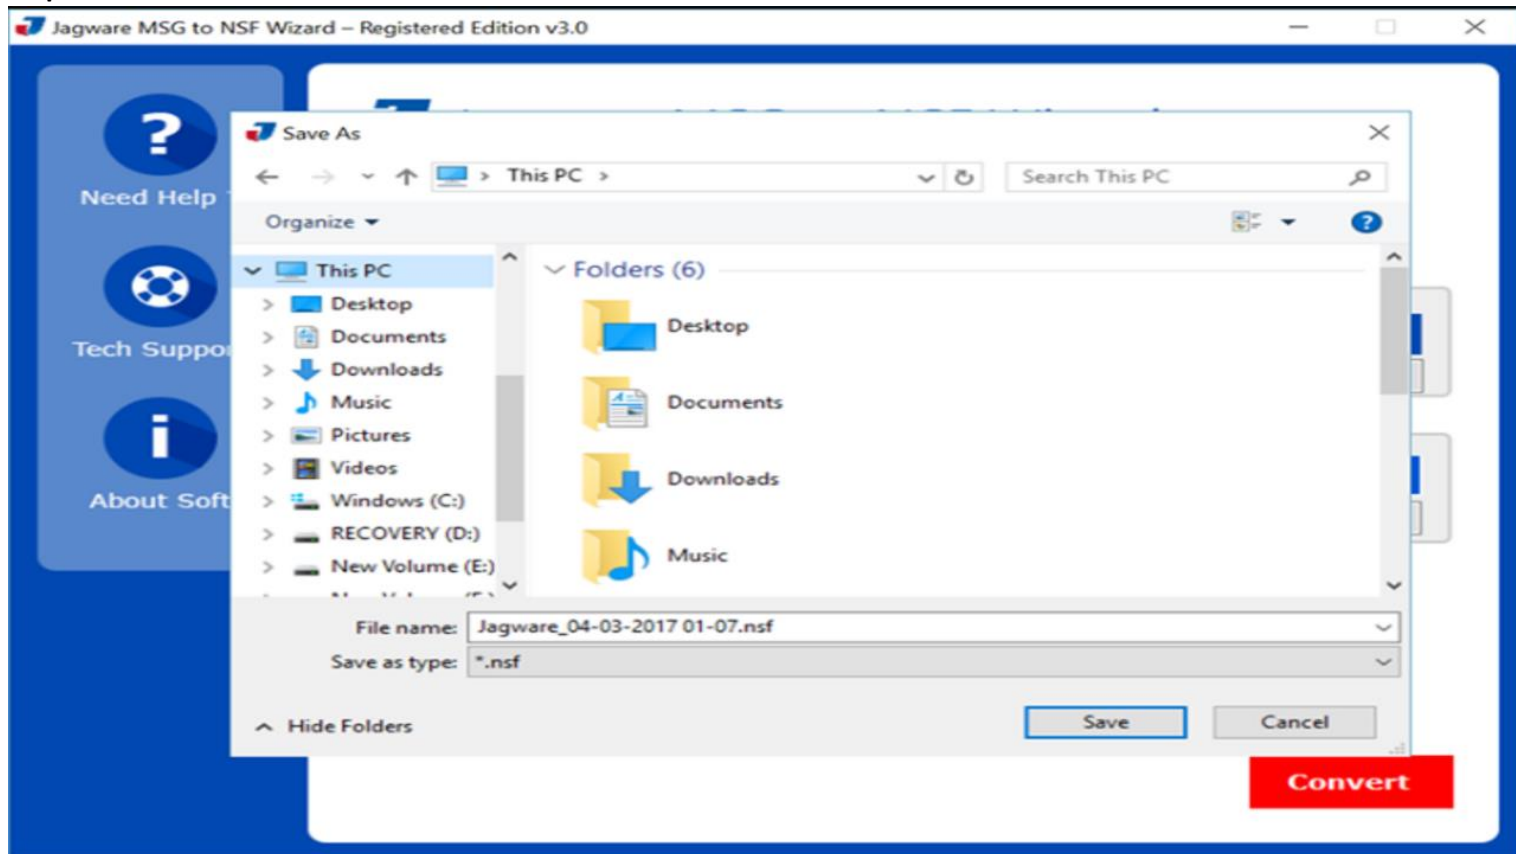 Jagware MSG to NSF Wizard – Registered Edition v3.0
Need Help
Tech Suppor
About Soft
Save As
This PC
Search This PC
Organize
This PC
Desktop
Documents
Downloads
Music
Pictures
Videos
Windows (C:)
RECOVERY (D:)
New Volume (E:)
Folders (6)
Desktop
Documents
Downloads
Music
File name: Jagware_04-03-2017 01-07.nsf
Save as type: *.nsf
Hide Folders
Save Cancel
Convert